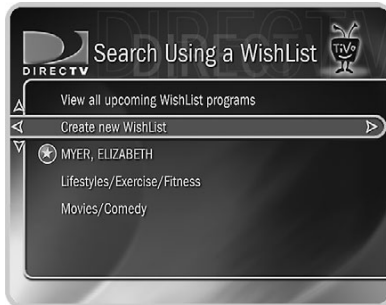 DIRECTV
Search Using a WishList
TiVo
DIRECTV
View all upcoming WishList programs
Create new WishList
MYER, ELIZABETH
Lifestyles/Exercise/Fitness
Movies/Comedy